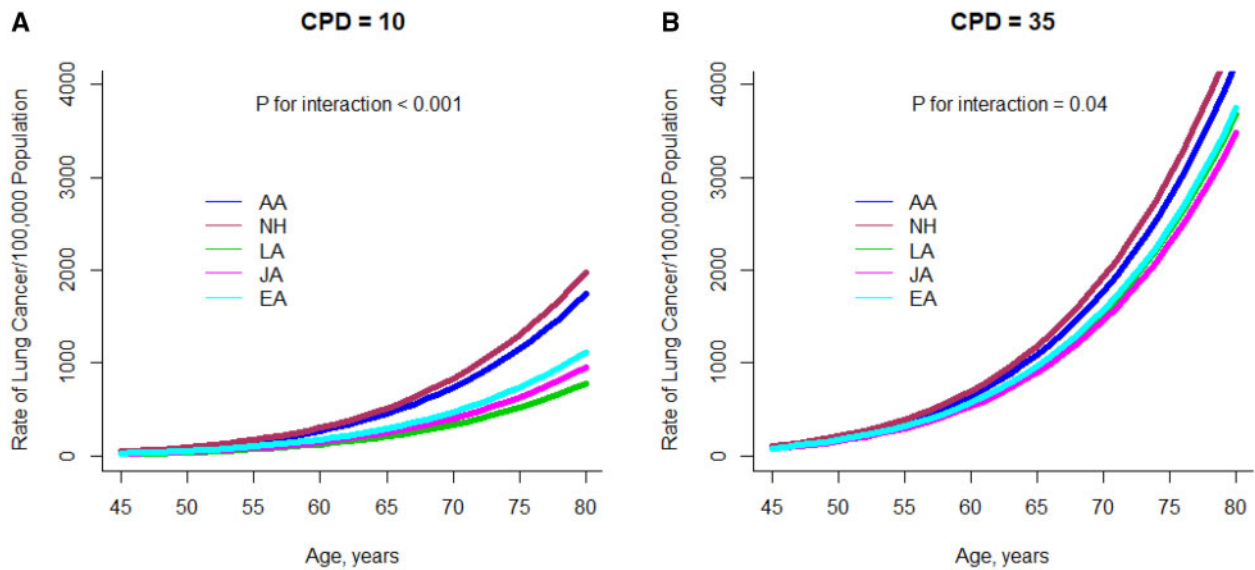 A
CPD = 10
P for interaction < 0.001
AA
NH
LA
JA
EA
Rate of Lung Cancer/100,000 Population
4000
3000
2000
1000
0
45 50 55 60 65 70 75 80
Age, years
B
CPD = 35
P for interaction = 0.04
AA
NH
LA
JA
EA
Rate of Lung Cancer/100,000 Population
4000
3000
2000
1000
0
45 50 55 60 65 70 75 80
Age, years